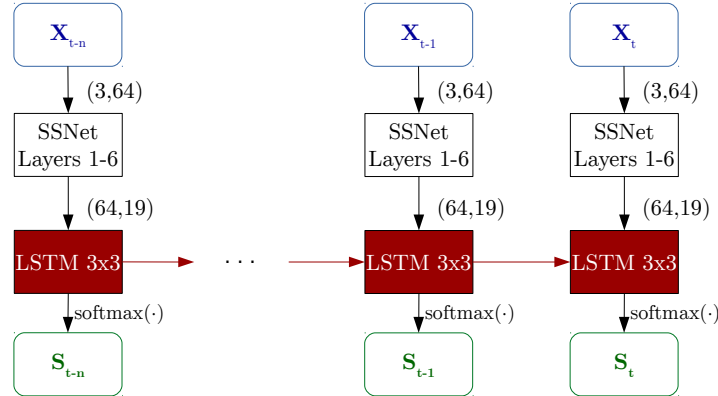 X_{t-n} X_{t-1} X_t
(3,64) (3,64) (3,64)
SSNet SSNet SSNet
Layers 1-6 Layers 1-6 Layers 1-6
(64,19) (64,19) (64,19)
LSTM 3x3 ... LSTM 3x3 LSTM 3x3
softmax(·) softmax(·) softmax(·)
S_{t-n} S_{t-1} S_t